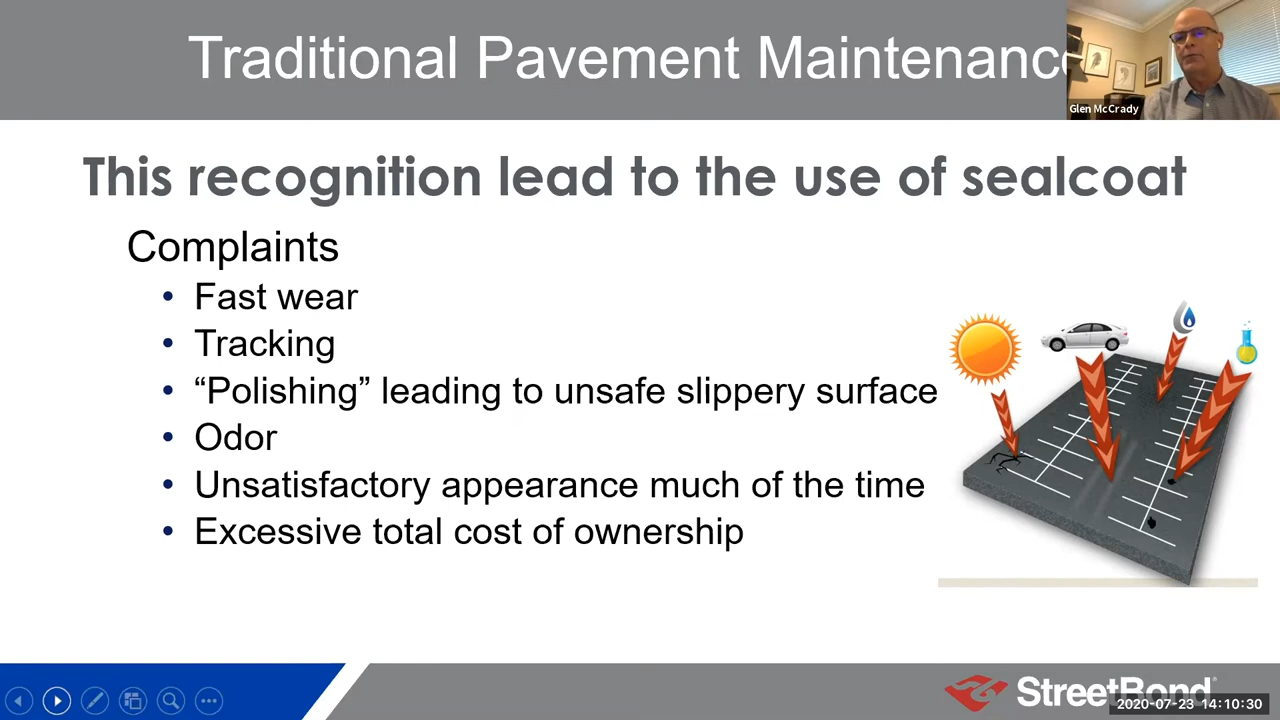 Traditional Pavement Maintenance
Glen McCrady
This recognition lead to the use of sealcoat
Complaints
• Fast wear
• Tracking
• “Polishing” leading to unsafe slippery surface
• Odor
• Unsatisfactory appearance much of the time
• Excessive total cost of ownership
StreetBond
2020-07-23 14:10:30